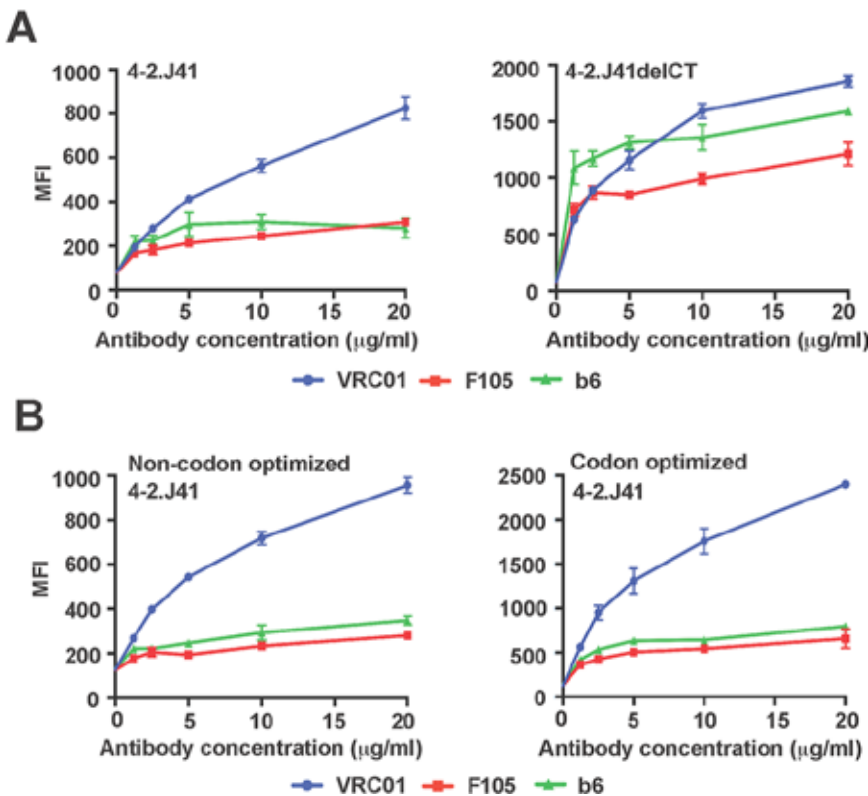 A
4-2.J41
1000
800
600
400
200
0
MFI
0 5 10 15 20
Antibody concentration (µg/ml)
4-2.J41delCT
2000
1500
1000
500
0
0 5 10 15 20
Antibody concentration (µg/ml)
VRC01 F105 b6
B
Non-codon optimized
4-2.J41
1000
800
600
400
200
0
MFI
0 5 10 15 20
Antibody concentration (µg/ml)
Codon optimized
4-2.J41
2500
2000
1500
1000
500
0
0 5 10 15 20
Antibody concentration (µg/ml)
VRC01 F105 b6